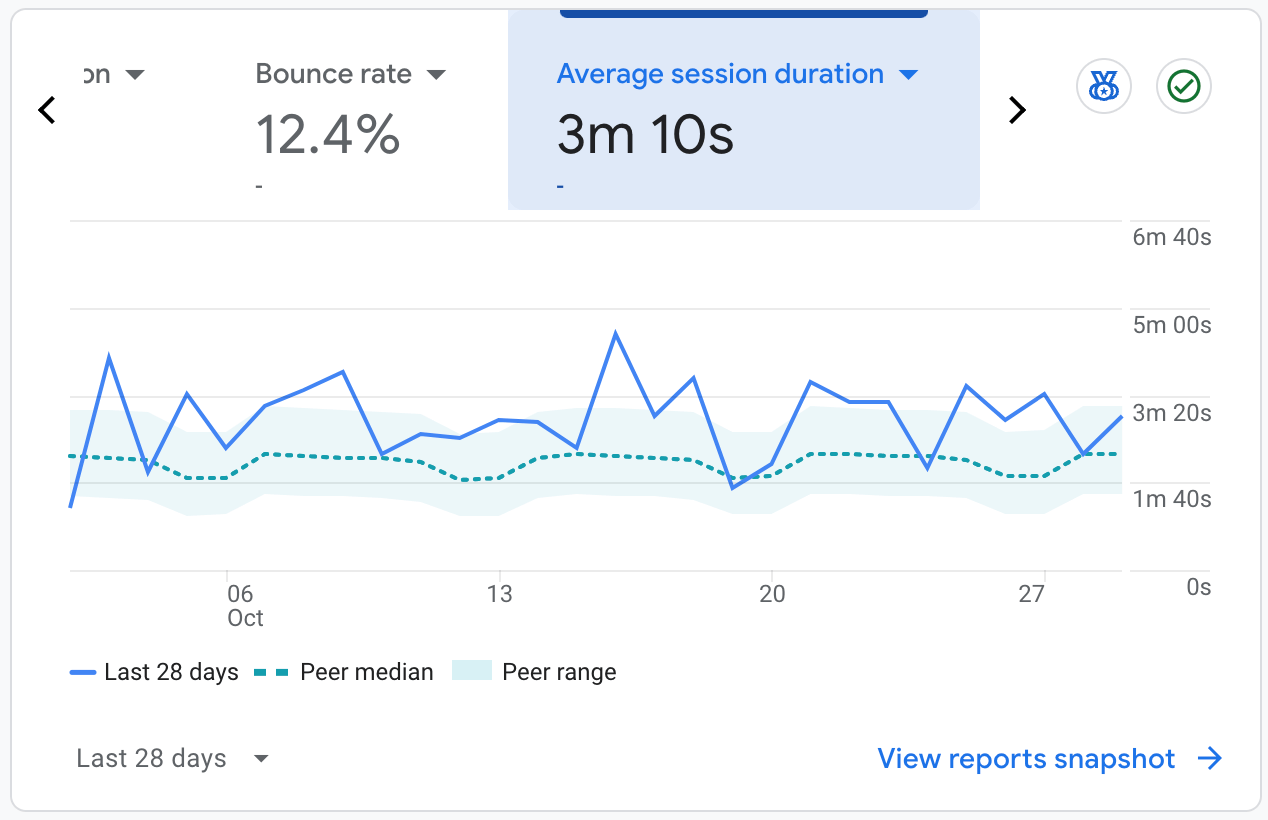 on
Bounce rate
12.4%
-
Average session duration
3m 10s
-
6m 40s
5m 00s
3m 20s
1m 40s
0s
06
Oct
13
20
27
Last 28 days
Peer median
Peer range
Last 28 days
View reports snapshot